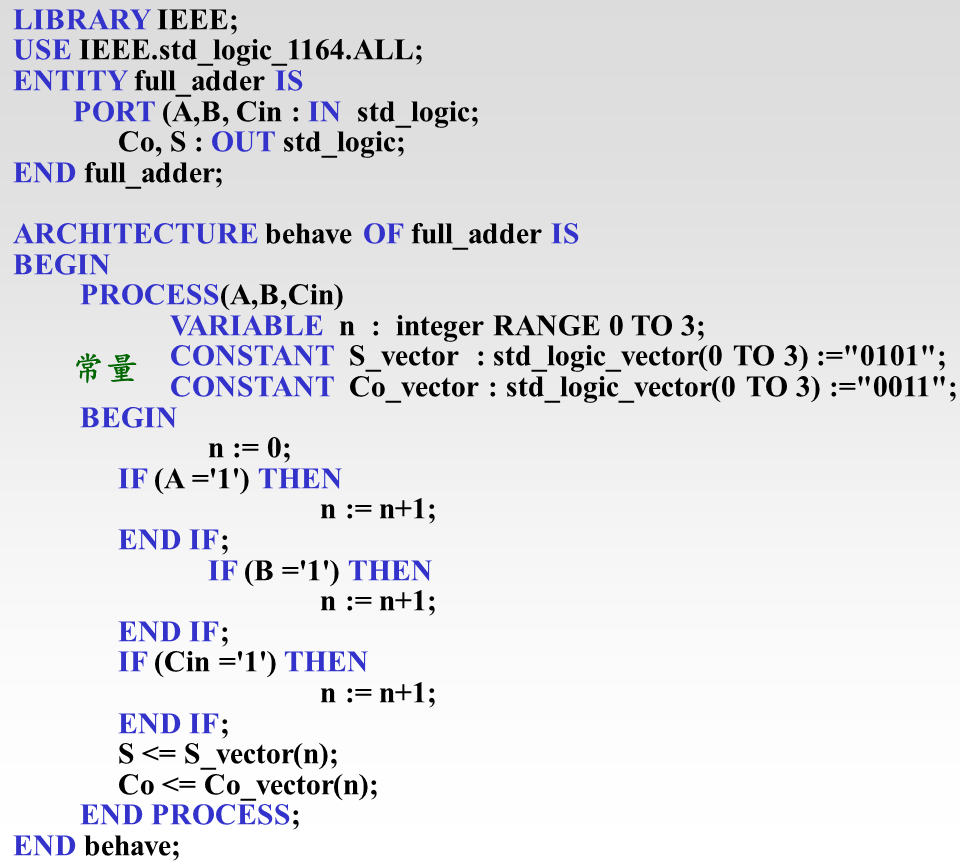 LIBRARY IEEE;
USE IEEE.std_logic_1164.ALL;
ENTITY full_adder IS
PORT (A,B, Cin : IN std_logic;
Co, S : OUT std_logic;
END full_adder;
ARCHITECTURE behave OF full_adder IS
BEGIN
PROCESS(A,B,Cin)
VARIABLE n : integer RANGE 0 TO 3;
常量 CONSTANT S_vector : std_logic_vector(0 TO 3) :="0101";
CONSTANT Co_vector : std_logic_vector(0 TO 3) :="0011";
BEGIN
n := 0;
IF (A ='1') THEN
n := n+1;
END IF;
IF (B ='1') THEN
n := n+1;
END IF;
IF (Cin ='1') THEN
n := n+1;
END IF;
S <= S_vector(n);
Co <= Co_vector(n);
END PROCESS;
END behave;